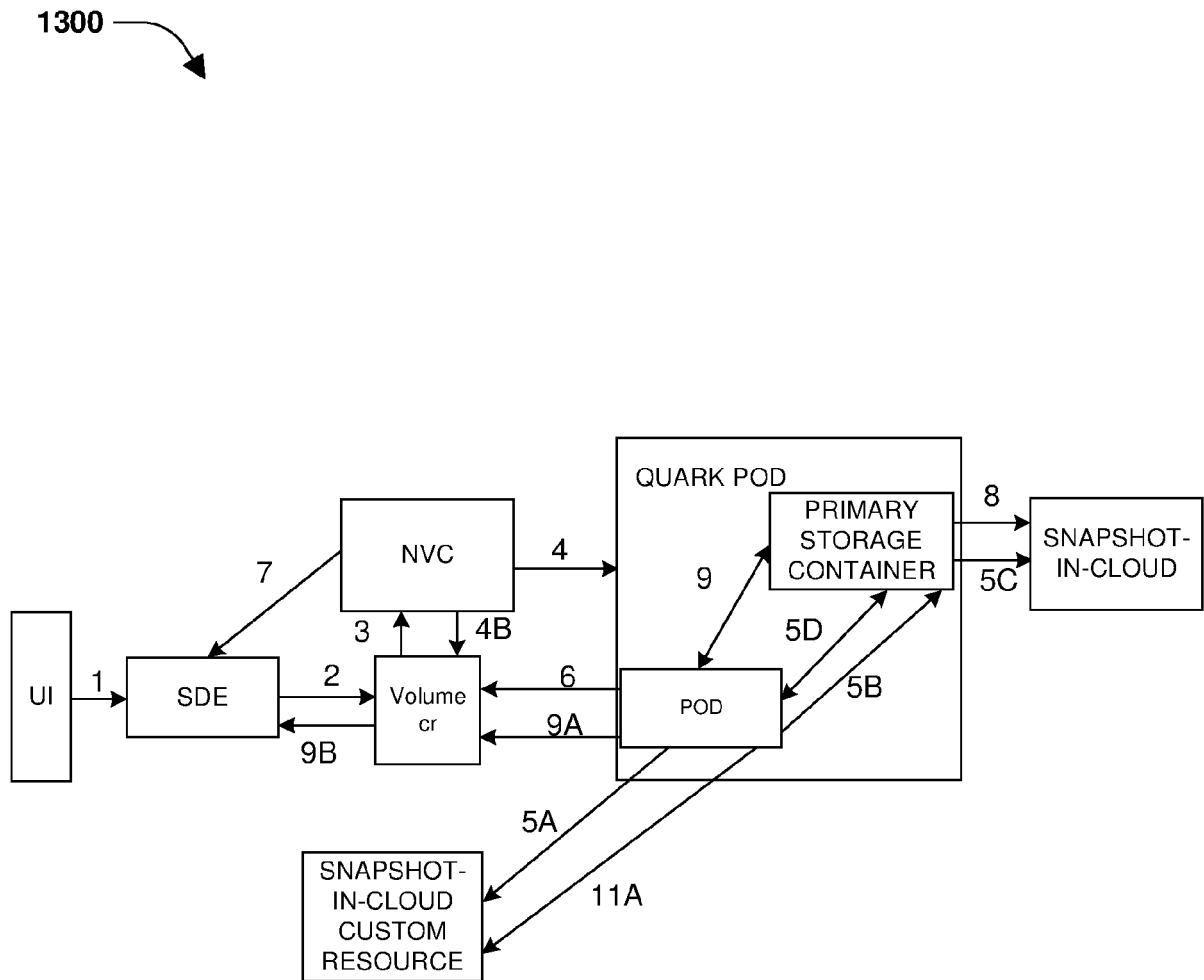 1300
QUARK POD
PRIMARY
STORAGE
CONTAINER
8
SNAPSHOT-
IN-CLOUD
5C
NVC
4
7
9
3
4B
5D
UI
1
SDE
2
Volume
cr
6
POD
5B
9B
9A
5A
11A
SNAPSHOT-
IN-CLOUD
CUSTOM
RESOURCE